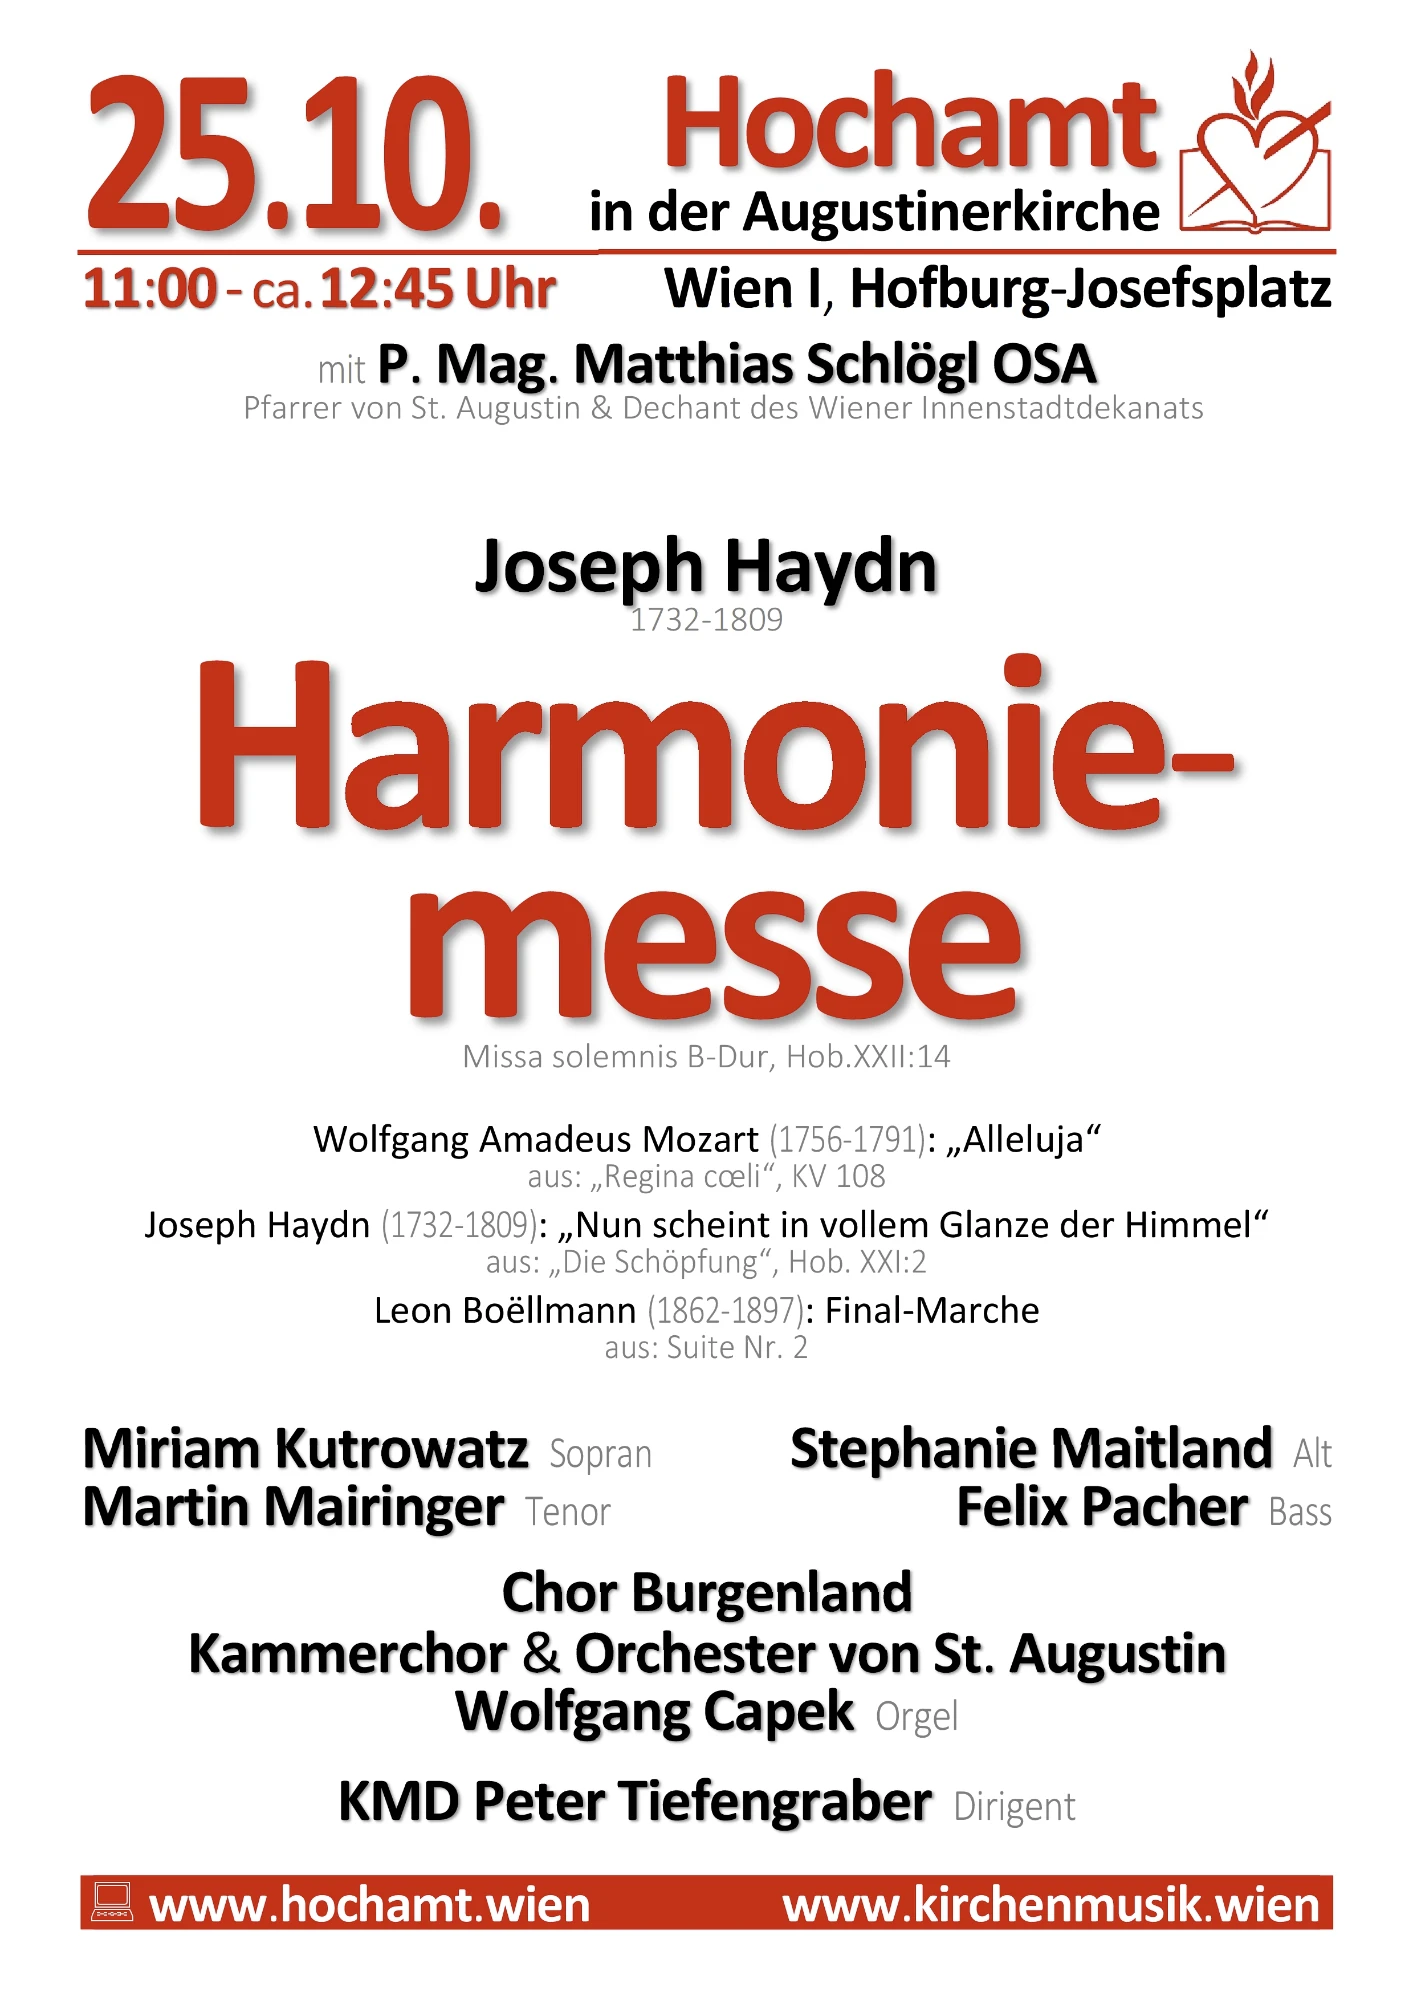 25.10.
Hochamt
in der Augustinerkirche
11:00 - ca. 12:45 Uhr
Wien I, Hofburg-Josefsplatz
mit P. Mag. Matthias Schlögl OSA
Pfarrer von St. Augustin & Dechant des Wiener Innenstadtdekanats
Joseph Haydn
1732-1809
Harmonie-
messe
Missa solemnis B-Dur, Hob.XXII:14
Wolfgang Amadeus Mozart (1756-1791): „Alleluja“
aus: „Regina cœli“, KV 108
Joseph Haydn (1732-1809): „Nun scheint in vollem Glanze der Himmel“
aus: „Die Schöpfung“, Hob. XXI:2
Leon Boëllmann (1862-1897): Final-Marche
aus: Suite Nr. 2
Miriam Kutrowatz Sopran
Stephanie Maitland Alt
Martin Mairinger Tenor
Felix Pacher Bass
Chor Burgenland
Kammerchor & Orchester von St. Augustin
Wolfgang Capek Orgel
KMD Peter Tiefengraber Dirigent
www.hochamt.wien
www.kirchenmusik.wien